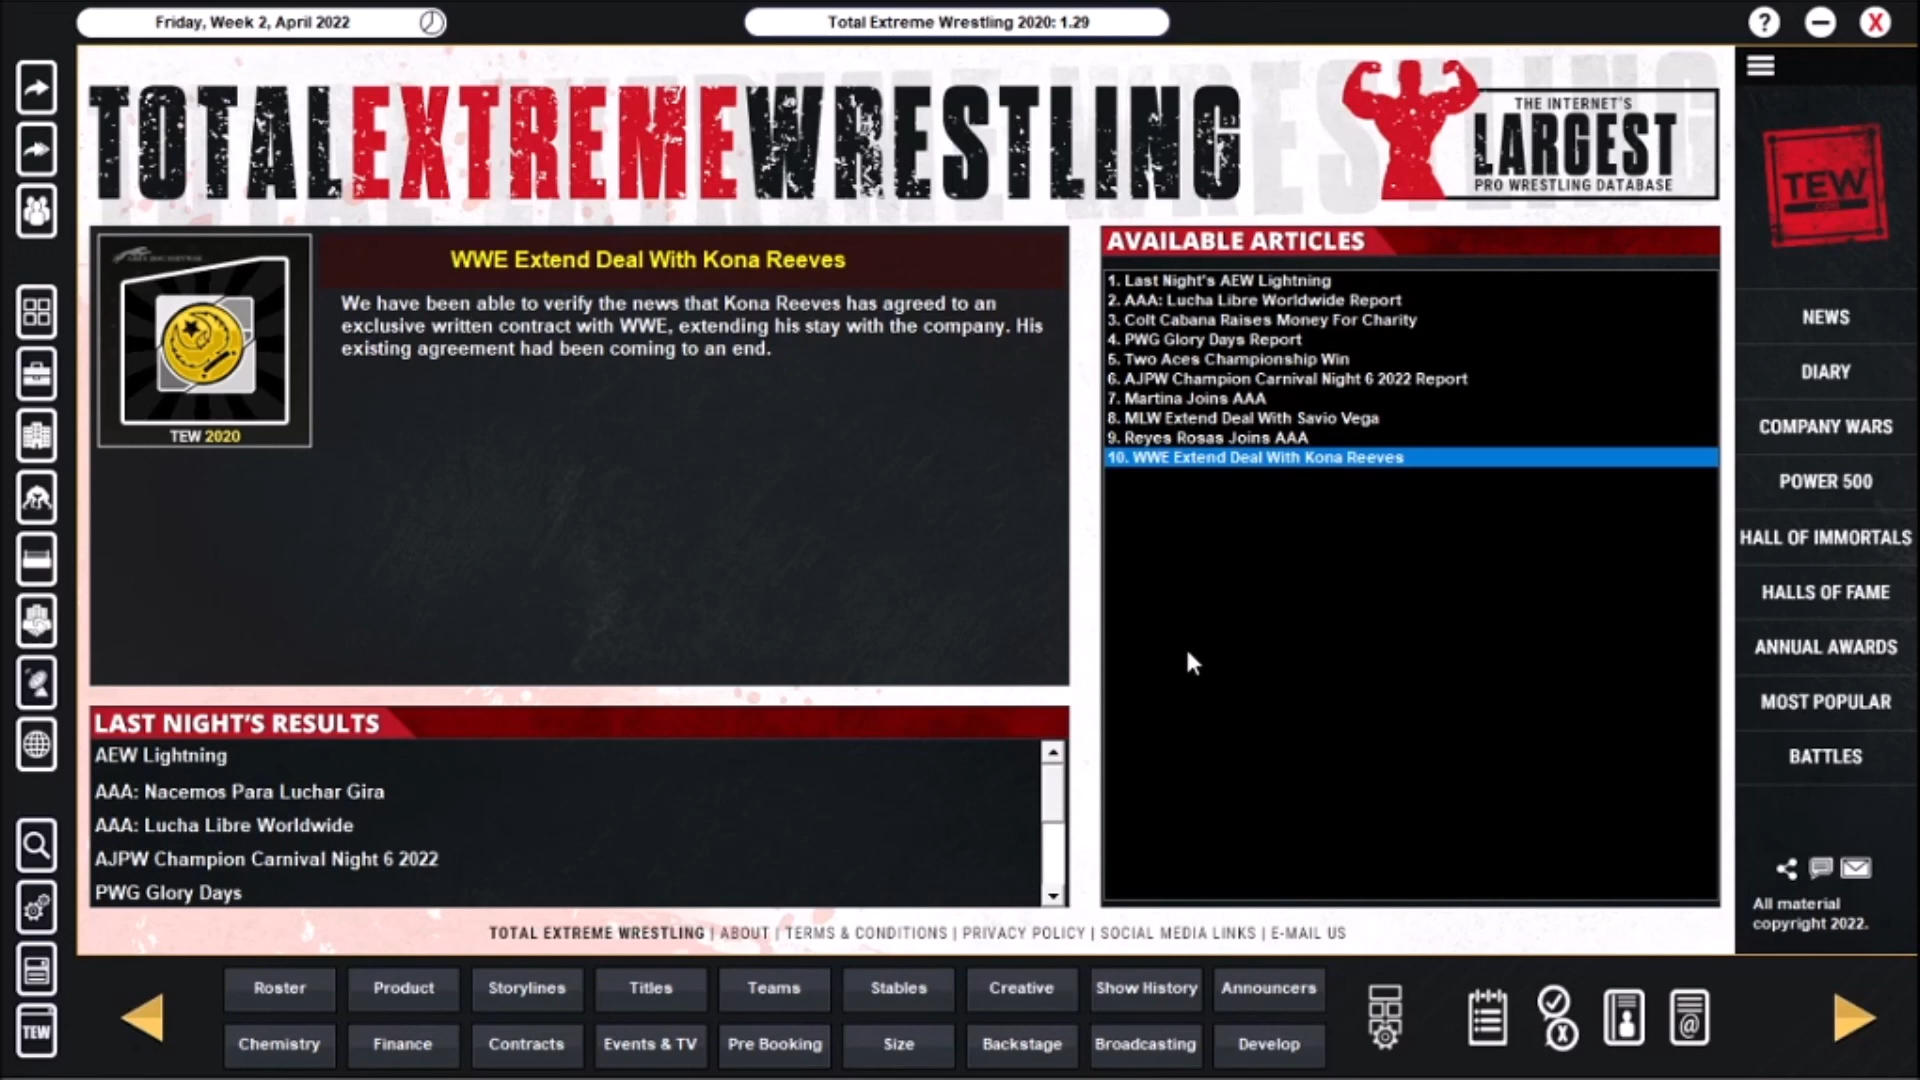 Friday, Week 2, April 2022
Total Extreme Wrestling 2020: 1.29
?
X
TOTALEXTREMEWRESTLING
THE INTERNET'S
LARGEST
PRO WRESTLING DATABASE
TEW
WWE Extend Deal With Kona Reeves
We have been able to verify the news that Kona Reeves has agreed to an
exclusive written contract with WWE, extending his stay with the company. His
existing agreement had been coming to an end.
TEW 2020
AVAILABLE ARTICLES
1. Last Night's AEW Lightning
2. AAA: Lucha Libre Worldwide Report
3. Colt Cabana Raises Money For Charity
4. PWG Glory Days Report
5. Two Aces Championship Win
6. AJPW Champion Carnival Night 6 2022 Report
7. Martina Joins AAA
8. MLW Extend Deal With Savio Vega
9. Reyes Rosas Joins AAA
10. WWE Extend Deal With Kona Reeves
NEWS
DIARY
COMPANY WARS
POWER 500
HALL OF IMMORTALS
HALLS OF FAME
ANNUAL AWARDS
MOST POPULAR
BATTLES
LAST NIGHT'S RESULTS
AEW Lightning
AAA: Nacemos Para Luchar Gira
AAA: Lucha Libre Worldwide
AJPW Champion Carnival Night 6 2022
PWG Glory Days
All material
copyright 2022.
TOTAL EXTREME WRESTLING | ABOUT | TERMS & CONDITIONS | PRIVACY POLICY | SOCIAL MEDIA LINKS | E-MAIL US
TEW
Roster
Product
Storylines
Titles
Teams
Stables
Creative
Show History
Announcers
Chemistry
Finance
Contracts
Events & TV
Pre Booking
Size
Backstage
Broadcasting
Develop